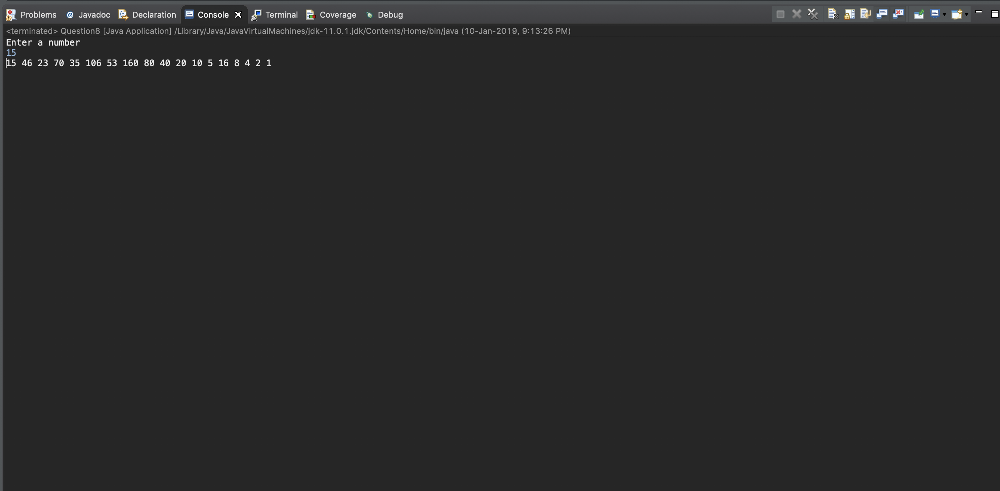 Problems @ Javadoc Declaration Console Terminal Coverage Debug
<terminated> Question8 [Java Application] /Library/Java/JavaVirtualMachines/jdk-11.0.1.jdk/Contents/Home/bin/java (10-Jan-2019, 9:13:26 PM)
Enter a number
15
15 46 23 70 35 106 53 160 80 40 20 10 5 16 8 4 2 1